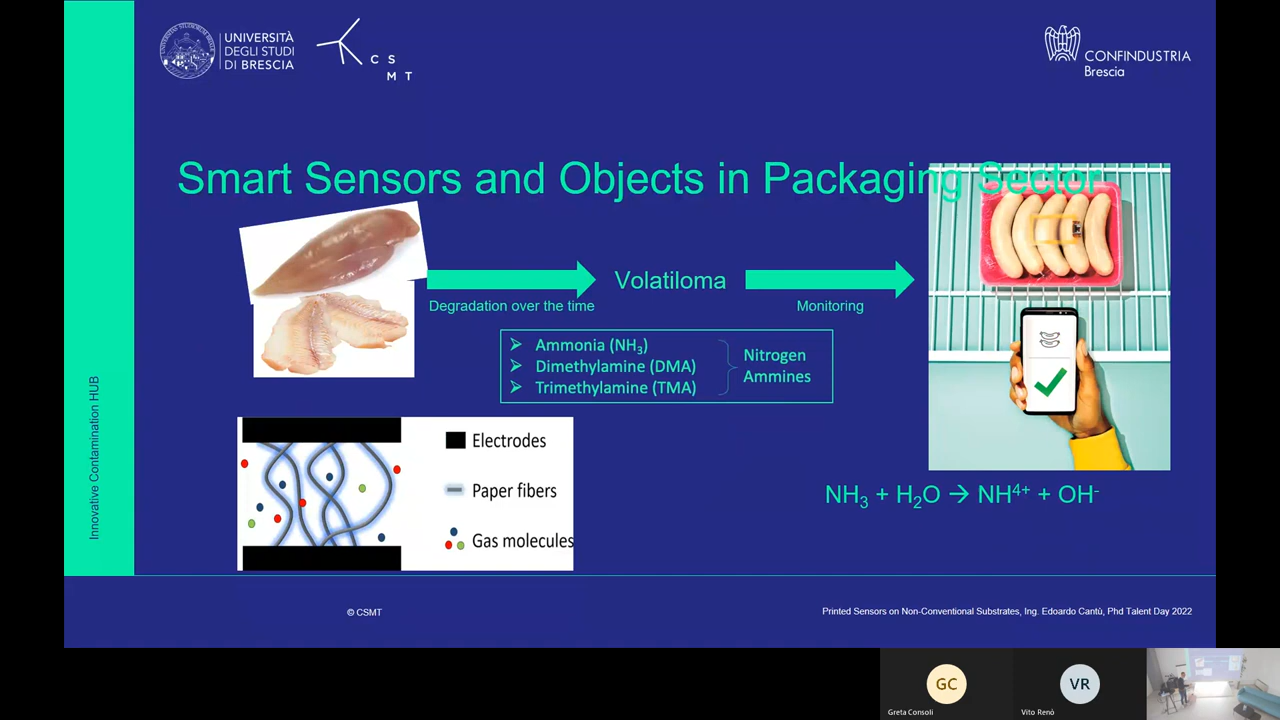 UNIVERSITÀ
DEGLI STUDI
DI BRESCIA
C S
M T
CONFINDUSTRIA
Brescia
Smart Sensors and Objects in Packaging Sector
Degradation over the time
Volatiloma
Monitoring
➢ Ammonia (NH₃)
➢ Dimethylamine (DMA)
➢ Trimethylamine (TMA)
Nitrogen
Ammines
Electrodes
Paper fibers
Gas molecules
NH₃ + H₂O → NH⁴⁺ + OH⁻
Innovative Contamination HUB
© CSMT
Printed Sensors on Non-Conventional Substrates, Ing. Edoardo Cantù, Phd Talent Day 2022
GC
Greta Consoli
VR
Vito Renò